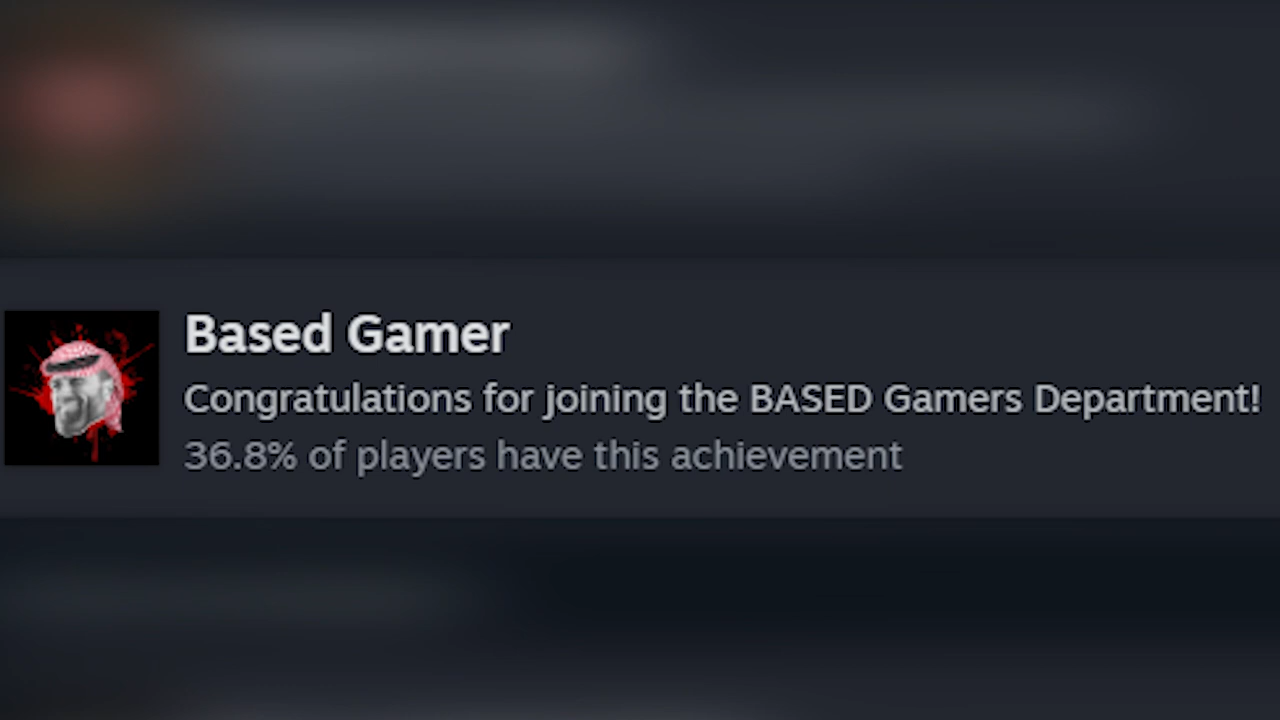 Based Gamer
Congratulations for joining the BASED Gamers Department!
36.8% of players have this achievement